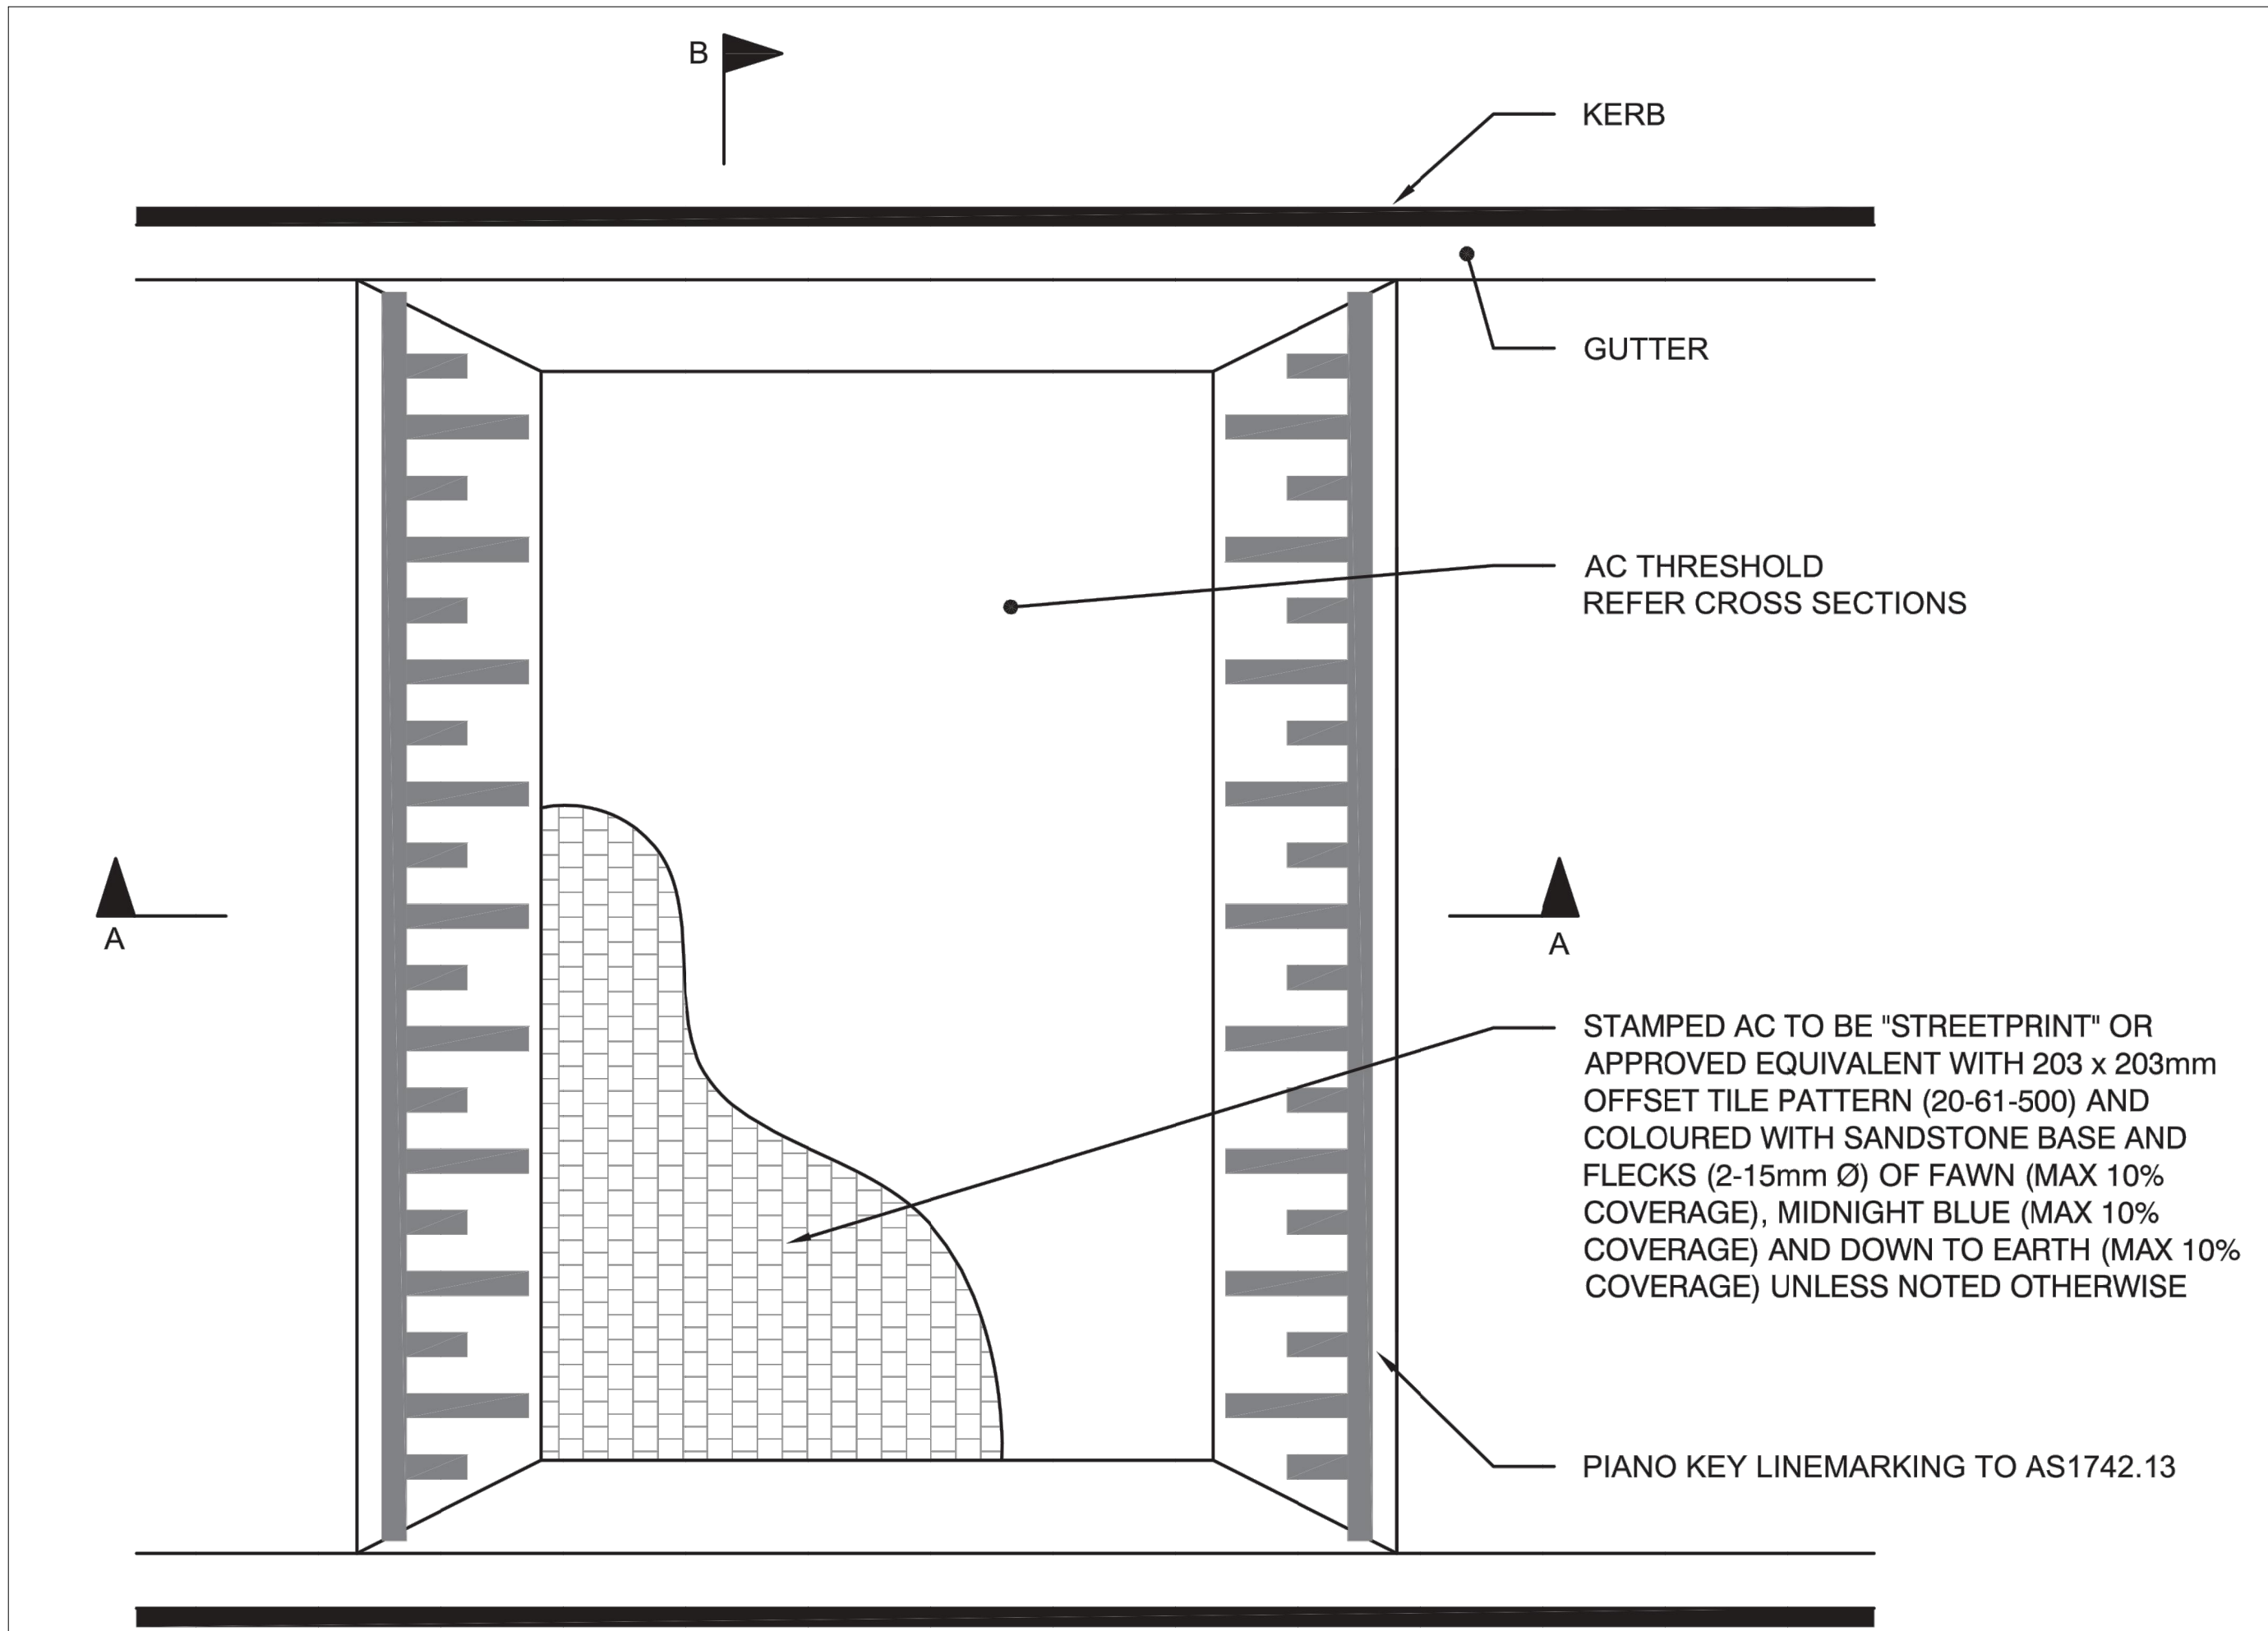 B
KERB
GUTTER
AC THRESHOLD
REFER CROSS SECTIONS
A
A
STAMPED AC TO BE "STREETPRINT" OR
APPROVED EQUIVALENT WITH 203 x 203mm
OFFSET TILE PATTERN (20-61-500) AND
COLOURED WITH SANDSTONE BASE AND
FLECKS (2-15mm Ø) OF FAWN (MAX 10%
COVERAGE), MIDNIGHT BLUE (MAX 10%
COVERAGE) AND DOWN TO EARTH (MAX 10%
COVERAGE) UNLESS NOTED OTHERWISE
PIANO KEY LINEMARKING TO AS1742.13